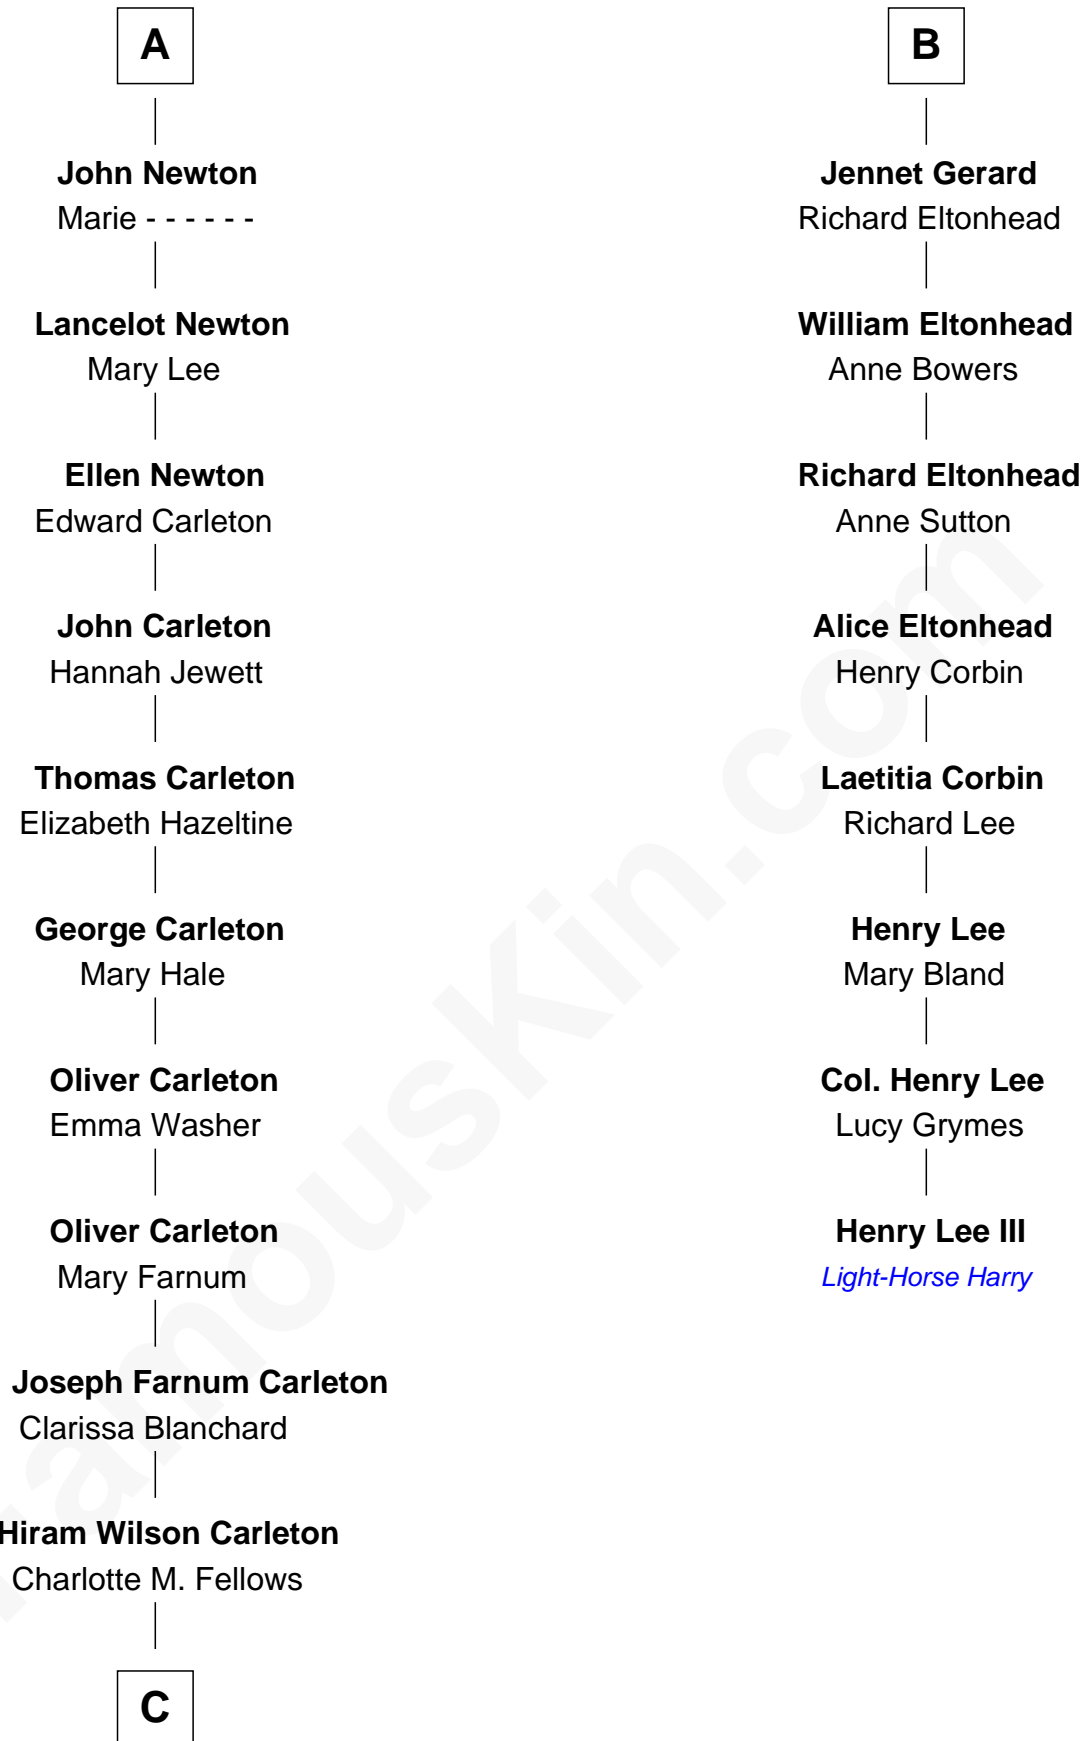 A
John Newton
Marie - - - - - -
Lancelot Newton
Mary Lee
Ellen Newton
Edward Carleton
John Carleton
Hannah Jewett
Thomas Carleton
Elizabeth Hazeltine
George Carleton
Mary Hale
Oliver Carleton
Emma Washer
Oliver Carleton
Mary Farnum
Joseph Farnum Carleton
Clarissa Blanchard
Hiram Wilson Carleton
Charlotte M. Fellows
C
B
Jennet Gerard
Richard Eltonhead
William Eltonhead
Anne Bowers
Richard Eltonhead
Anne Sutton
Alice Eltonhead
Henry Corbin
Laetitia Corbin
Richard Lee
Henry Lee
Mary Bland
Col. Henry Lee
Lucy Grymes
Henry Lee III
Light-Horse Harry
FamousKin.com